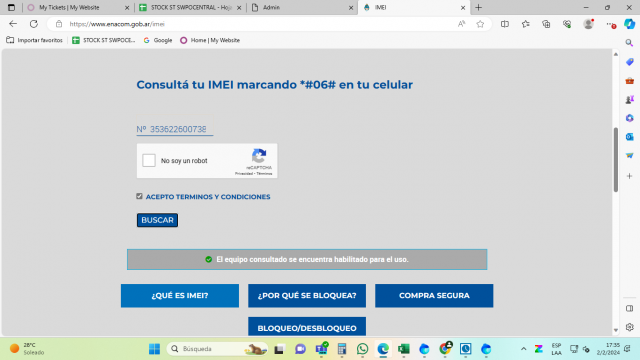 My Tickets | My Website
STOCK ST SWPOCENTRAL - Hoj
Admin
IMEI
https://www.enacom.gob.ar/imei
Importar favoritos
STOCK ST SWPOCE...
Google
Home | My Website
Consultá tu IMEI marcando *#06# en tu celular
Nº 353622600738
No soy un robot
reCAPTCHA
Privacidad - Términos
ACEPTO TERMINOS Y CONDICIONES
BUSCAR
El equipo consultado se encuentra habilitado para el uso.
¿QUÉ ES IMEI?
¿POR QUÉ SE BLOQUEA?
COMPRA SEGURA
BLOQUEO/DESBLOQUEO
28°C
Soleado
Búsqueda
ESP
LAA
17:35
2/2/2024